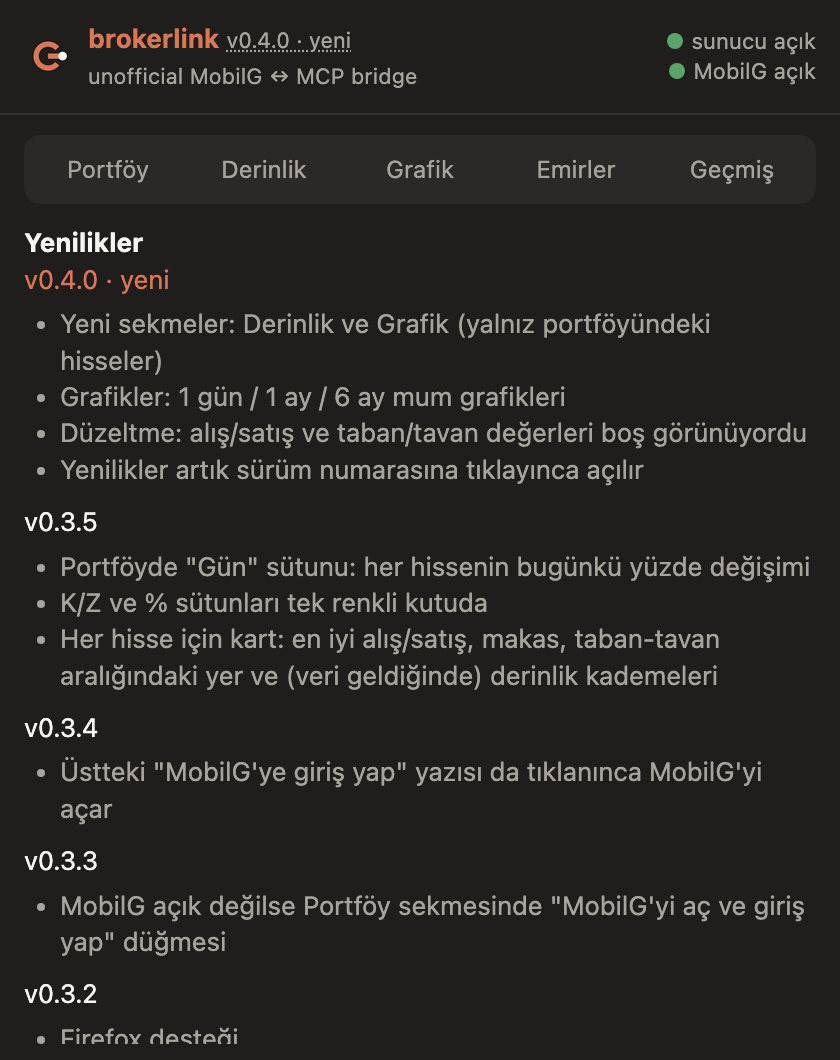 brokerlink v0.4.0 · yeni
unofficial MobilG ↔ MCP bridge
sunucu açık
MobilG açık
Portföy Derinlik Grafik Emirler Geçmiş
Yenilikler
v0.4.0 · yeni
• Yeni sekmeler: Derinlik ve Grafik (yalnız portföyündeki
hisseler)
• Grafikler: 1 gün / 1 ay / 6 ay mum grafikleri
• Düzeltme: alış/satış ve taban/tavan değerleri boş görünüyordu
• Yenilikler artık sürüm numarasına tıklayınca açılır
v0.3.5
• Portföyde "Gün" sütunu: her hissenin bugünkü yüzde değişimi
• K/Z ve % sütunları tek renkli kutuda
• Her hisse için kart: en iyi alış/satış, makas, taban-tavan
aralığındaki yer ve (veri geldiğinde) derinlik kademeleri
v0.3.4
• Üstteki "MobilG'ye giriş yap" yazısı da tıklanınca MobilG'yi
açar
v0.3.3
• MobilG açık değilse Portföy sekmesinde "MobilG'yi aç ve giriş
yap" düğmesi
v0.3.2
• Firefox desteği